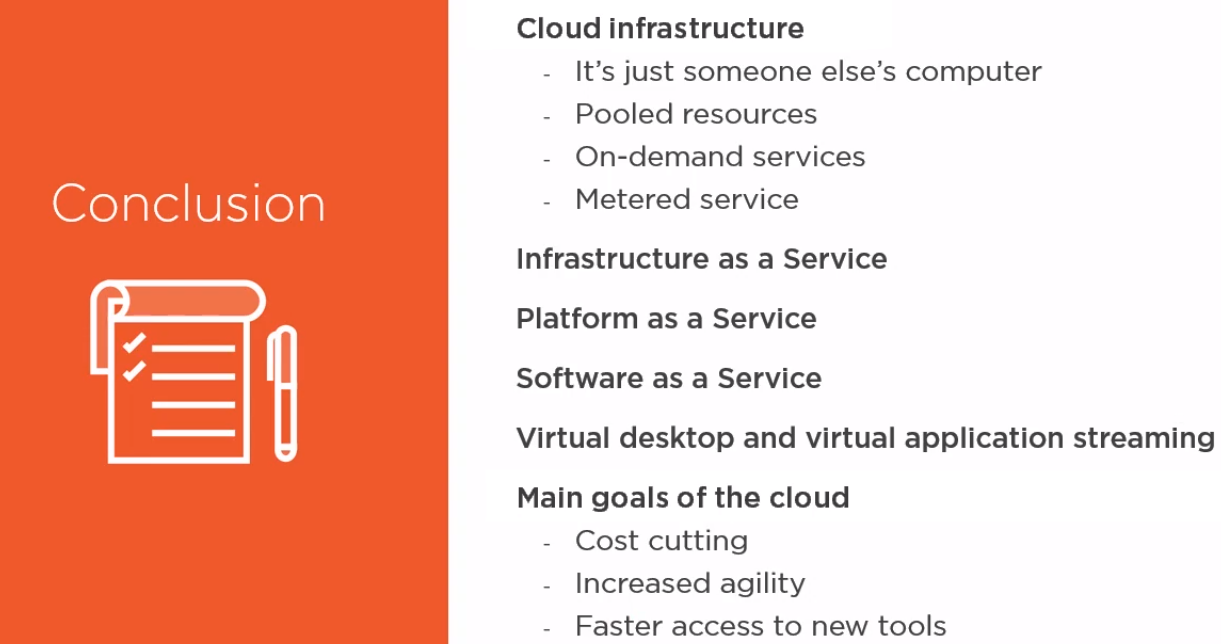 Conclusion
Cloud infrastructure
- It's just someone else's computer
- Pooled resources
- On-demand services
- Metered service
Infrastructure as a Service
Platform as a Service
Software as a Service
Virtual desktop and virtual application streaming
Main goals of the cloud
- Cost cutting
- Increased agility
- Faster access to new tools